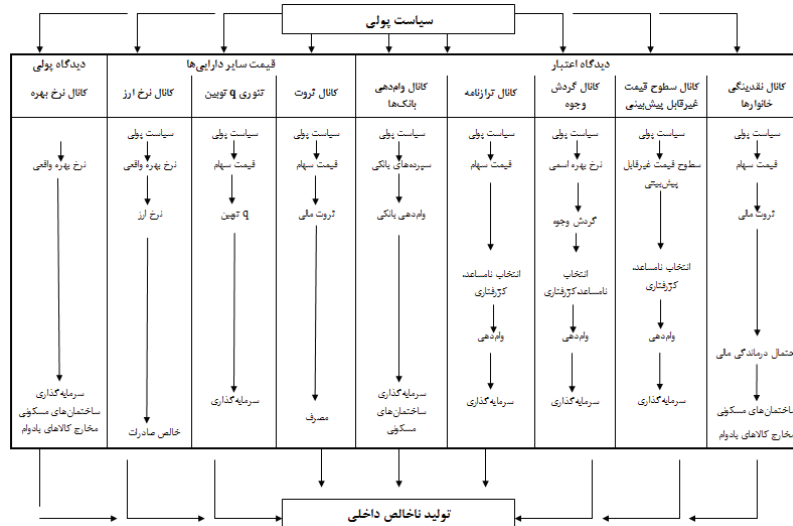 سیاست پولی
دیدگاه پولی
قیمت سایر دارایی‌ها
دیدگاه اعتبار
کانال نرخ بهره
کانال نرخ ارز
تئوری q توبین
کانال ثروت
کانال وام‌دهی
بانک‌ها
کانال ترازنامه
کانال گردش
وجوه
کانال سطوح قیمت
غیرقابل پیش‌بینی
کانال نقدینگی
خانوارها
نرخ بهره واقعی
سرمایه‌گذاری
ساختمان‌های مسکونی
مخارج کالاهای بادوام
سیاست پولی
نرخ بهره واقعی
نرخ ارز
خالص صادرات
سیاست پولی
قیمت سهام
q توبین
سرمایه‌گذاری
سیاست پولی
قیمت سهام
ثروت مالی
مصرف
سیاست پولی
سپرده‌های بانکی
وام‌دهی بانکی
سرمایه‌گذاری
ساختمان‌های
مسکونی
سیاست پولی
قیمت سهام
انتخاب نامساعد،
کژرفتاری
وام‌دهی
سرمایه‌گذاری
سیاست پولی
نرخ بهره اسمی
گردش وجوه
انتخاب
نامساعد،کژرفتاری
وام‌دهی
سرمایه‌گذاری
سیاست پولی
سطوح قیمت غیرقابل
پیش‌بینی
انتخاب نامساعد،
کژرفتاری
وام‌دهی
سرمایه‌گذاری
سیاست پولی
قیمت سهام
ثروت مالی
حتمال درماندگی مالی
ساختمان‌های مسکونی
مخارج کالاهای بادوام
تولید ناخالص داخلی